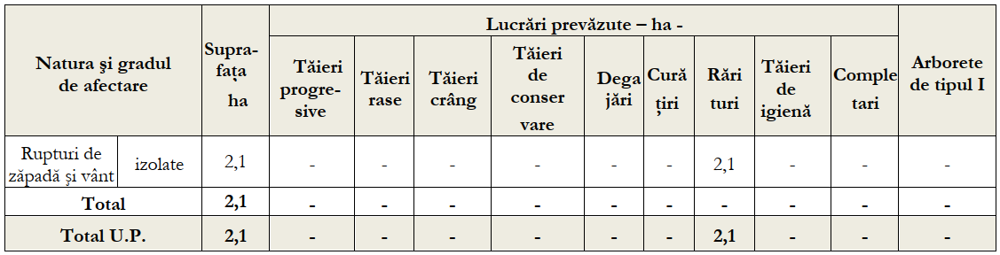 Natura şi gradul de afectare | Supra-fața ha | Lucrări prevăzute – ha - | Arborete de tipul I
Tăieri progre-sive | Tăieri rase | Tăieri crâng | Tăieri de conser vare | Dega jări | Cură țiri | Rări turi | Tăieri de igienă | Comple tari
Rupturi de zăpadă şi vânt | izolate | 2,1 | - | - | - | - | - | - | 2,1 | - | - | -
Total | 2,1 | - | - | - | - | - | - | - | - | - | -
Total U.P. | 2,1 | - | - | - | - | - | - | 2,1 | - | - | -